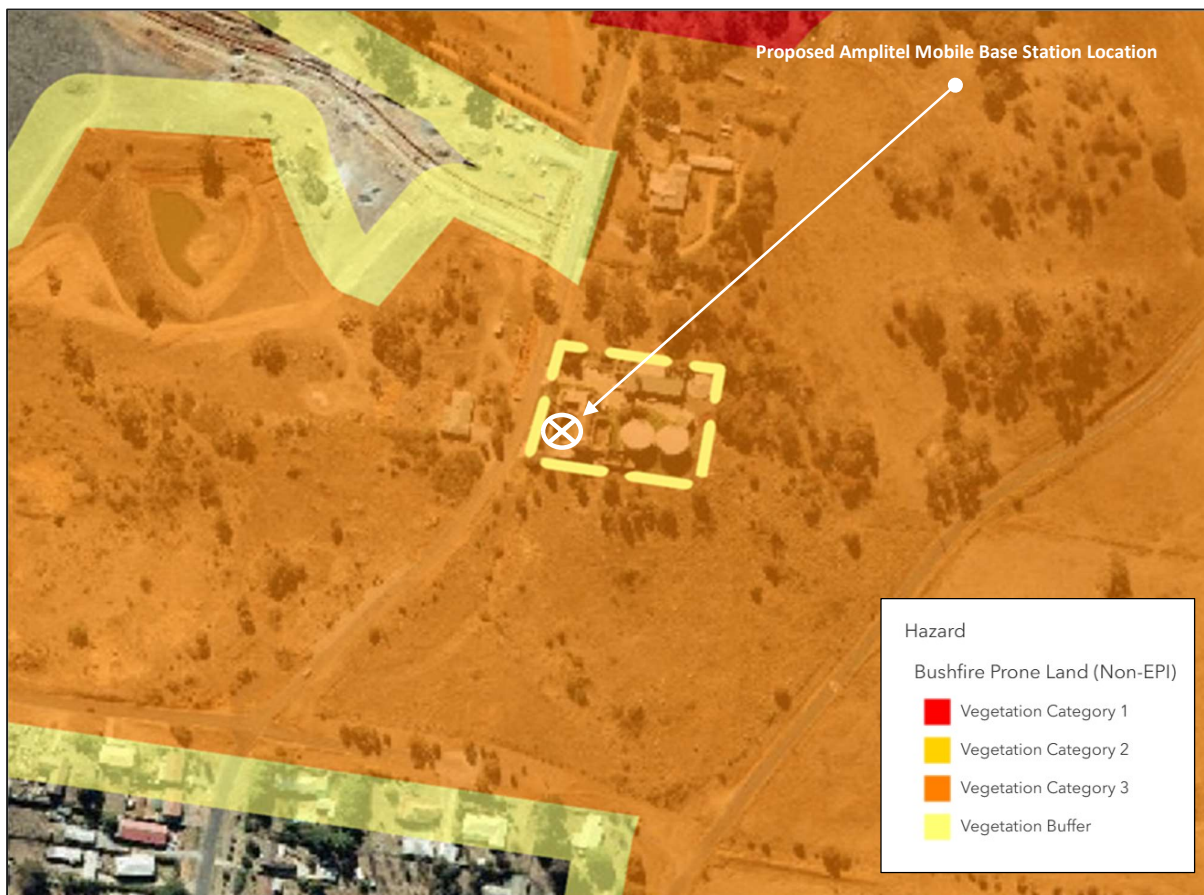 Proposed Amplitel Mobile Base Station Location
Hazard
Bushfire Prone Land (Non-EPI)
Vegetation Category 1
Vegetation Category 2
Vegetation Category 3
Vegetation Buffer